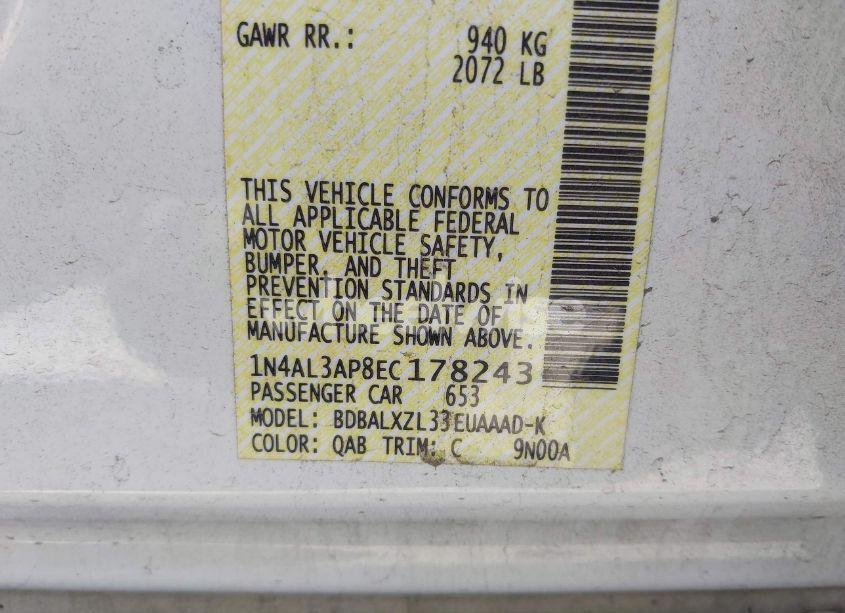 GAWR RR.: 940 KG
2072 LB
THIS VEHICLE CONFORMS TO
ALL APPLICABLE FEDERAL
MOTOR VEHICLE SAFETY,
BUMPER, AND THEFT
PREVENTION STANDARDS IN
EFFECT ON THE DATE OF
MANUFACTURE SHOWN ABOVE.
1N4AL3AP8EC178243
PASSENGER CAR 653
MODEL: BDBALXZL33EUAAAD-K
COLOR: QAB TRIM: C 9N00A